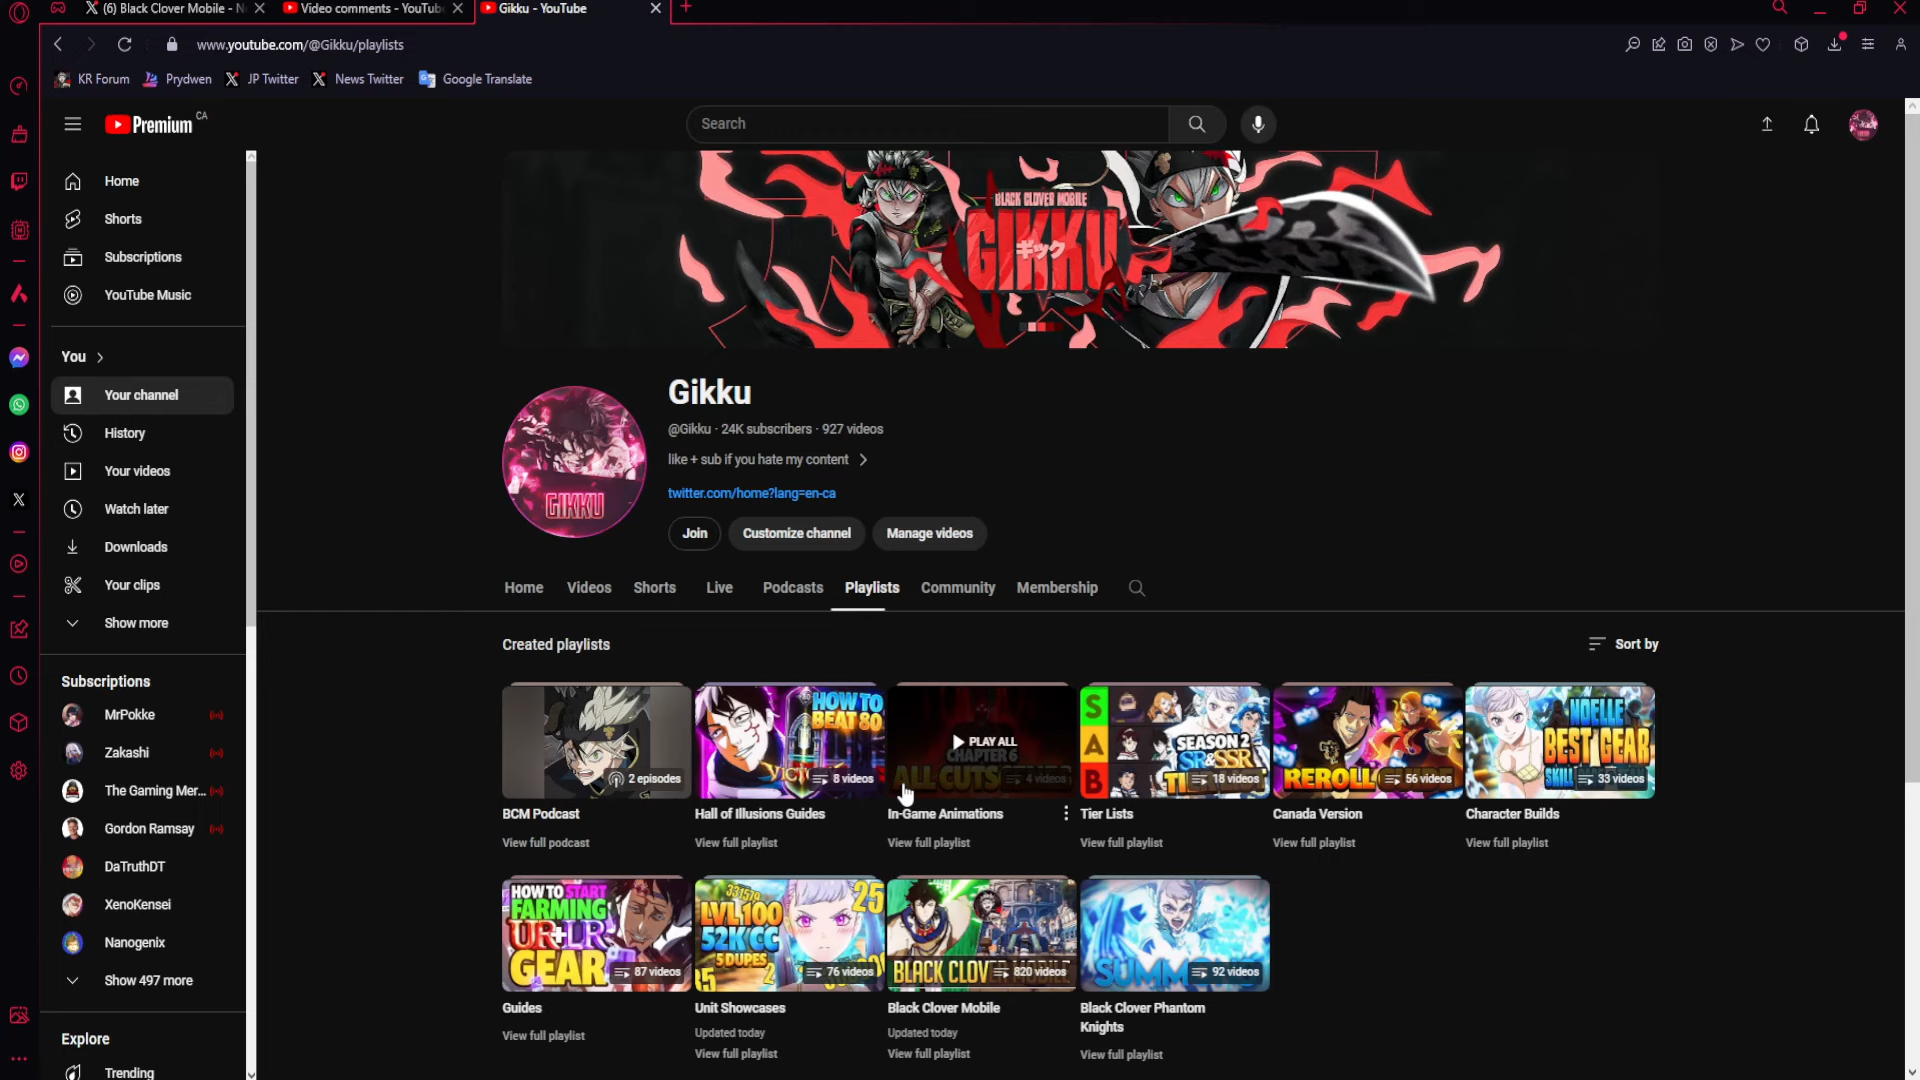 (6) Black Clover Mobile - N
Video comments - YouTub
Gikku - YouTube
www.youtube.com/@Gikku/playlists
KR Forum
Prydwen
JP Twitter
News Twitter
Google Translate
Premium CA
Search
Home
Shorts
Subscriptions
YouTube Music
You
Your channel
History
Your videos
Watch later
Downloads
Your clips
Show more
Subscriptions
MrPokke
Zakashi
The Gaming Mer...
Gordon Ramsay
DaTruthDT
XenoKensei
Nanogenix
Show 497 more
Explore
Trending
BLACK CLOVER MOBILE
GIKKU
ギック
GIKKU
Gikku
@Gikku · 24K subscribers · 927 videos
like + sub if you hate my content
twitter.com/home?lang=en-ca
Join
Customize channel
Manage videos
Home
Videos
Shorts
Live
Podcasts
Playlists
Community
Membership
Created playlists
Sort by
2 episodes
BCM Podcast
View full podcast
HOW TO
BEAT 80
8 videos
Hall of Illusions Guides
View full playlist
PLAY ALL
CHAPTER 6
ALL CUTS
4 videos
In-Game Animations
View full playlist
S
A
B
SEASON 2
SR&SSR
18 videos
Tier Lists
View full playlist
REROLL
56 videos
Canada Version
View full playlist
NOELLE
BEST GEAR
33 videos
Character Builds
View full playlist
HOW TO START
FARMING
UR+LR
GEAR
87 videos
Guides
View full playlist
LVL100
52K CC
5 DUPES
25
76 videos
Unit Showcases
Updated today
View full playlist
BLACK CLOV
820 videos
Black Clover Mobile
Updated today
View full playlist
SUMM
92 videos
Black Clover Phantom
Knights
View full playlist